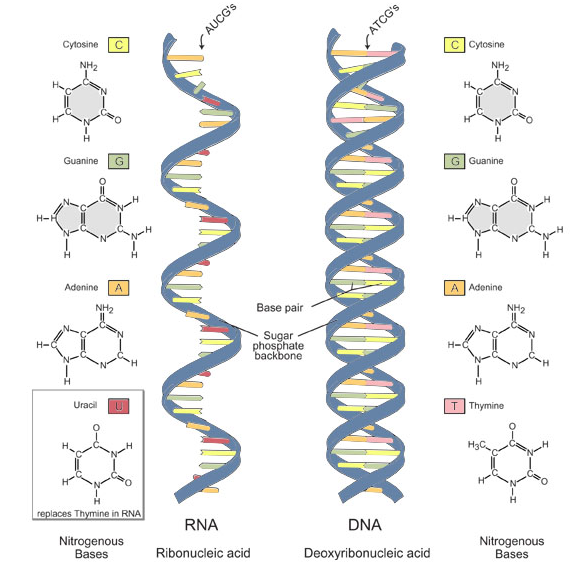 AUCG's
ATCG's
Cytosine C
NH2
H
C
C
N
C
C
H
N
O
H
Guanine G
O
N
C
C
N
H
H
C
C
C
N
N
H
N
H
H
Adenine A
NH2
N
C
C
N
H
C
C
C
N
N
H
H
Uracil U
O
H
C
C
N
H
C
C
H
N
O
H
replaces Thymine in RNA
Nitrogenous
Bases
RNA
Ribonucleic acid
Base pair
Sugar
phosphate
backbone
DNA
Deoxyribonucleic acid
C Cytosine
NH2
H
C
C
N
C
C
H
N
O
H
G Guanine
O
N
C
C
N
H
H
C
C
C
N
N
H
N
H
H
A Adenine
NH2
N
C
C
N
H
C
C
C
N
N
H
H
T Thymine
O
H3C
C
C
N
H
C
C
H
N
O
H
Nitrogenous
Bases